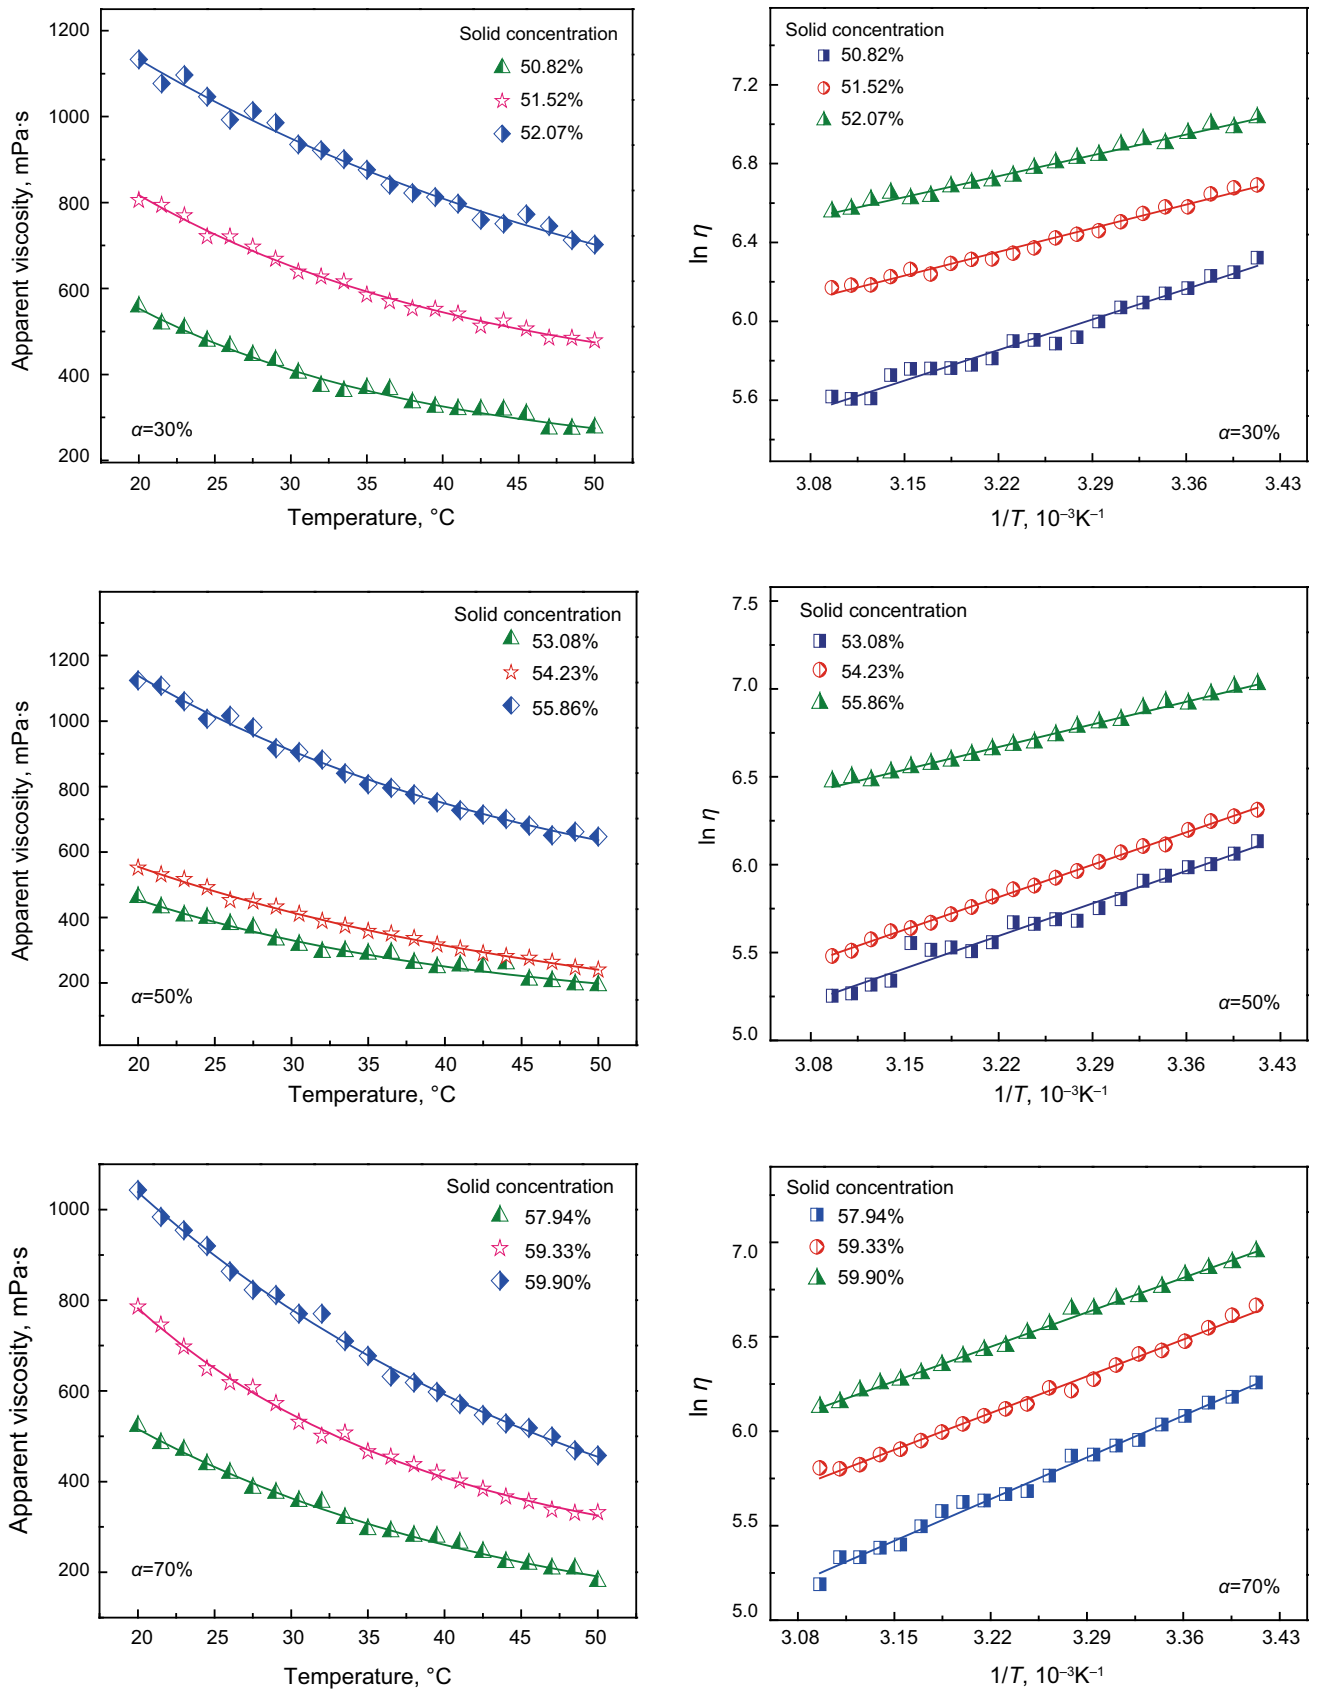 Solid concentration
50.82%
51.52%
52.07%
1200
1000
800
600
400
200
Apparent viscosity, mPa·s
α=30%
20 25 30 35 40 45 50
Temperature, °C
Solid concentration
50.82%
51.52%
52.07%
7.2
6.8
6.4
6.0
5.6
ln η
α=30%
3.08 3.15 3.22 3.29 3.36 3.43
1/T, 10⁻³K⁻¹
Solid concentration
53.08%
54.23%
55.86%
1200
1000
800
600
400
200
Apparent viscosity, mPa·s
α=50%
20 25 30 35 40 45 50
Temperature, °C
Solid concentration
53.08%
54.23%
55.86%
7.5
7.0
6.5
6.0
5.5
5.0
ln η
α=50%
3.08 3.15 3.22 3.29 3.36 3.43
1/T, 10⁻³K⁻¹
Solid concentration
57.94%
59.33%
59.90%
1000
800
600
400
200
Apparent viscosity, mPa·s
α=70%
20 25 30 35 40 45 50
Temperature, °C
Solid concentration
57.94%
59.33%
59.90%
7.0
6.5
6.0
5.5
5.0
ln η
α=70%
3.08 3.15 3.22 3.29 3.36 3.43
1/T, 10⁻³K⁻¹